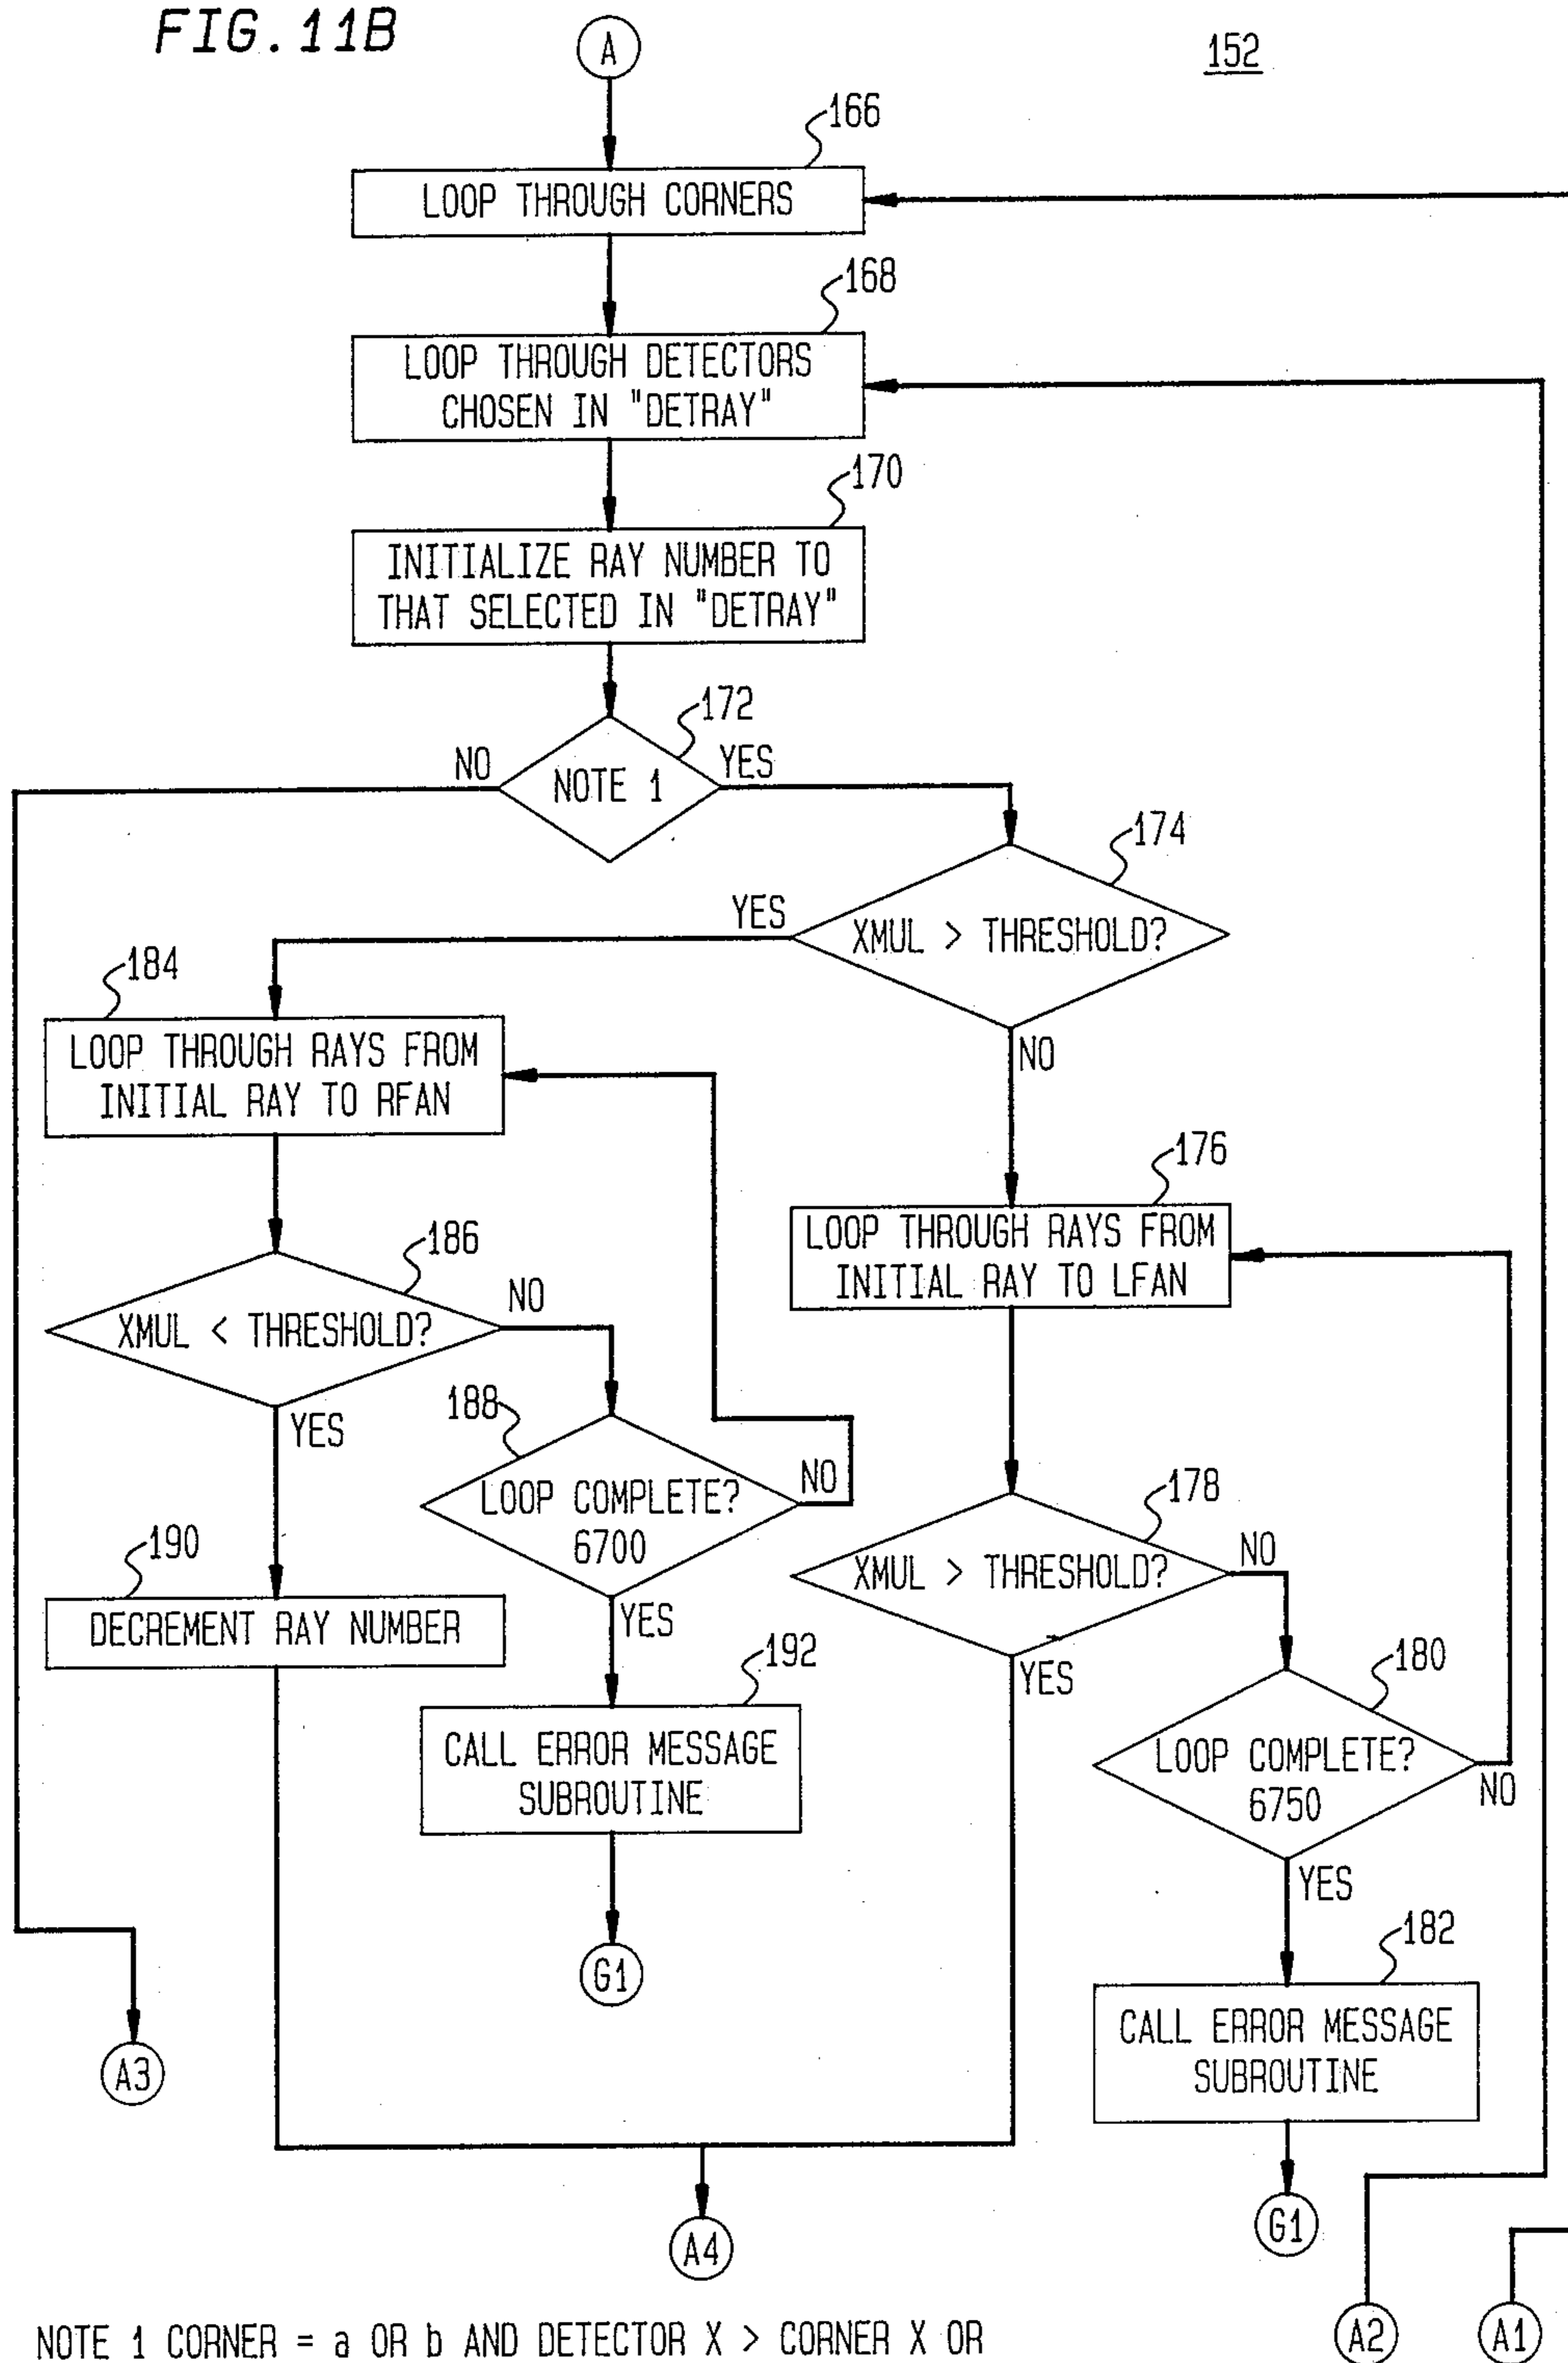 FIG. 11B
A
152
166
LOOP THROUGH CORNERS
168
LOOP THROUGH DETECTORS
CHOSEN IN "DETRAY"
170
INITIALIZE RAY NUMBER TO
THAT SELECTED IN "DETRAY"
172
NO
NOTE 1
YES
174
YES
XMUL > THRESHOLD?
NO
184
LOOP THROUGH RAYS FROM
INITIAL RAY TO RFAN
176
LOOP THROUGH RAYS FROM
INITIAL RAY TO LFAN
186
XMUL < THRESHOLD?
NO
YES
188
LOOP COMPLETE?
6700
NO
YES
178
XMUL > THRESHOLD?
NO
YES
190
DECREMENT RAY NUMBER
192
CALL ERROR MESSAGE
SUBROUTINE
180
LOOP COMPLETE?
6750
NO
YES
G1
182
CALL ERROR MESSAGE
SUBROUTINE
A3
G1
A4
A2
A1
NOTE 1 CORNER = a OR b AND DETECTOR X > CORNER X OR